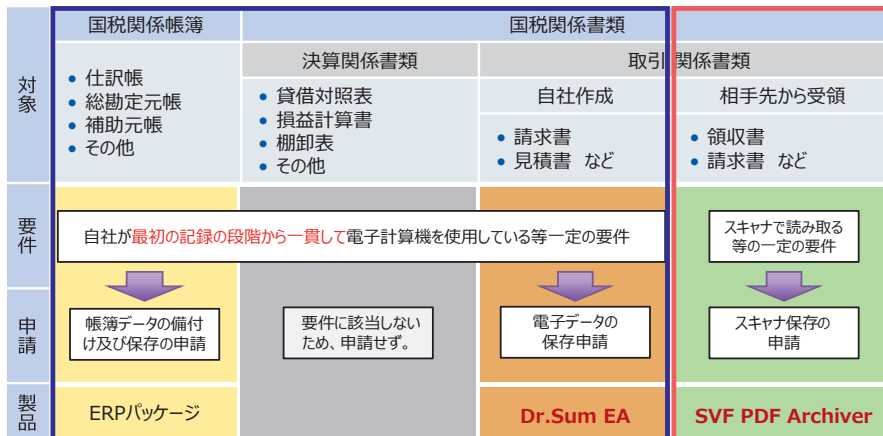 国税関係帳簿
国税関係書類
対象
• 仕訳帳
• 総勘定元帳
• 補助元帳
• その他
決算関係書類
• 貸借対照表
• 損益計算書
• 棚卸表
• その他
取引関係書類
自社作成
• 請求書
• 見積書 など
相手先から受領
• 領収書
• 請求書 など
要件
自社が最初の記録の段階から一貫して電子計算機を使用している等一定の要件
スキャナで読み取る
等の一定の要件
申請
帳簿データの備付
け及び保存の申請
要件に該当しない
ため、申請せず。
電子データの
保存申請
スキャナ保存の
申請
製品
ERPパッケージ
Dr.Sum EA
SVF PDF Archiver